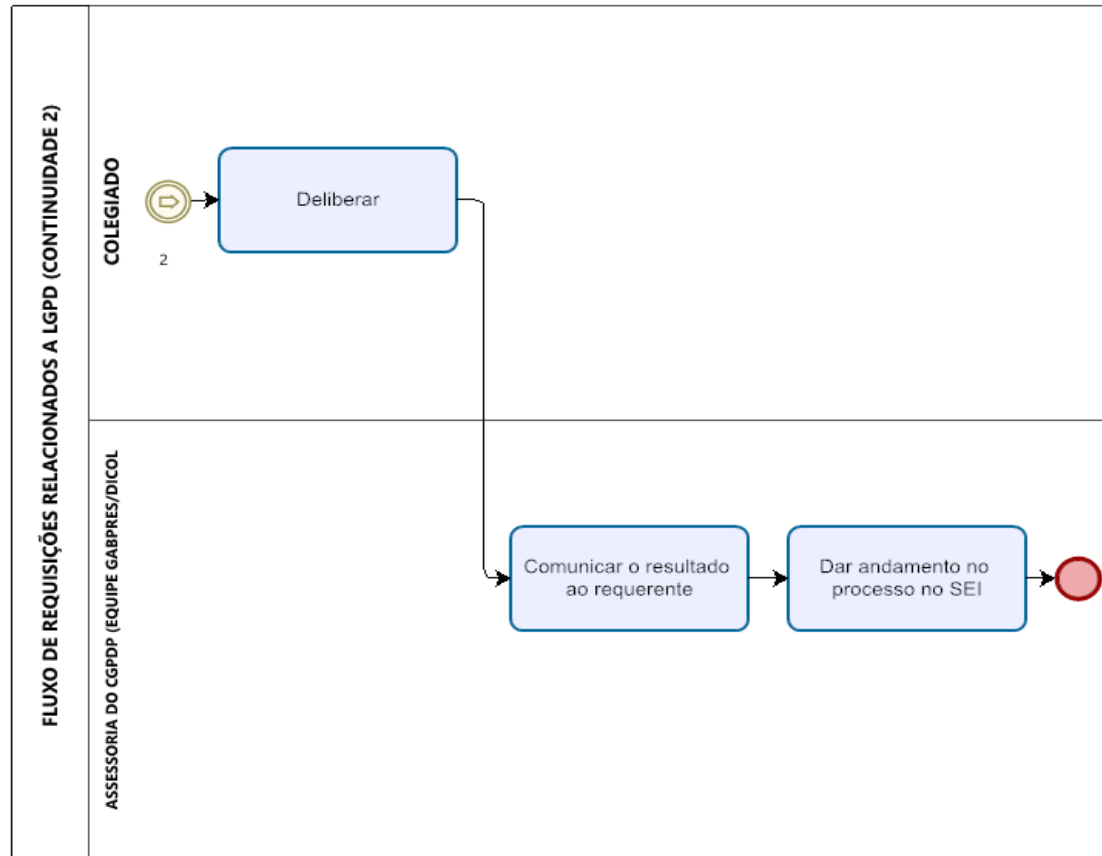 FLUXO DE REQUISIÇÕES RELACIONADOS A LGPD (CONTINUIDADE 2)
COLEGIADO
2
Deliberar
ASSESSORIA DO CGPDP (EQUIPE GABPRES/DICOL
Comunicar o resultado
ao requerente
Dar andamento no
processo no SEI